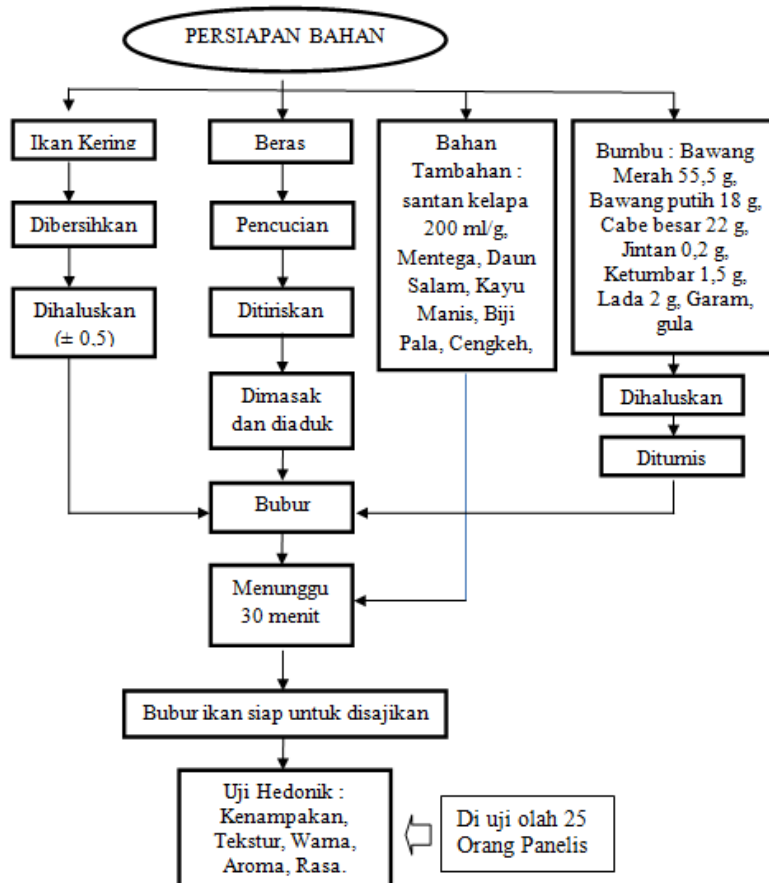 PERSIAPAN BAHAN
Ikan Kering
Dibersihkan
Dihaluskan
(± 0,5)
Beras
Pencucian
Ditiriskan
Dimasak
dan diaduk
Bubur
Menunggu
30 menit
Bahan
Tambahan :
santan kelapa
200 ml/g,
Mentega, Daun
Salam, Kayu
Manis, Biji
Pala, Cengkeh,
Bumbu : Bawang
Merah 55,5 g,
Bawang putih 18 g,
Cabe besar 22 g,
Jintan 0,2 g,
Ketumbar 1,5 g,
Lada 2 g, Garam,
gula
Dihaluskan
Ditumis
Bubur ikan siap untuk disajikan
Uji Hedonik :
Kenampakan,
Tekstur, Warna,
Aroma, Rasa.
Di uji olah 25
Orang Panelis